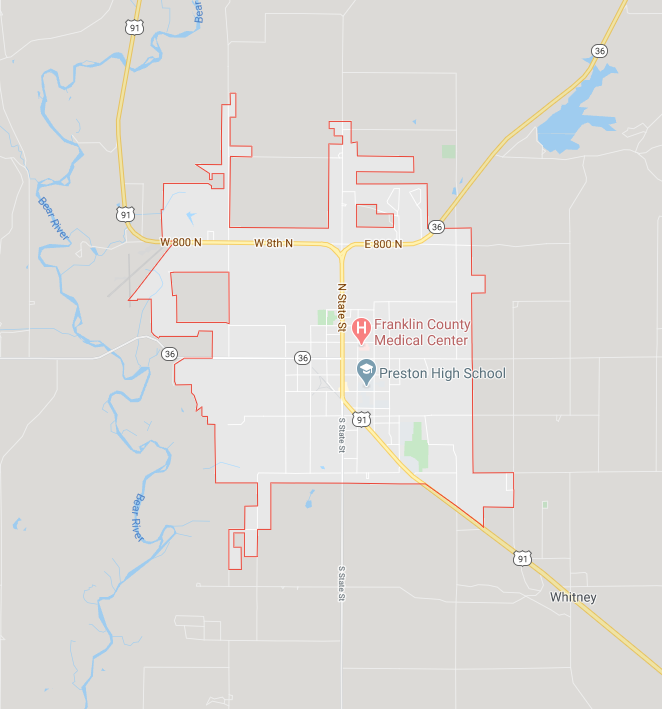 Bear
91
36
Bear River
91
36
W 800 N
W 8th N
E 800 N
N State St
Franklin County
Medical Center
36
36
Preston High School
91
S State St
Bear River
91
S State St
Whitney